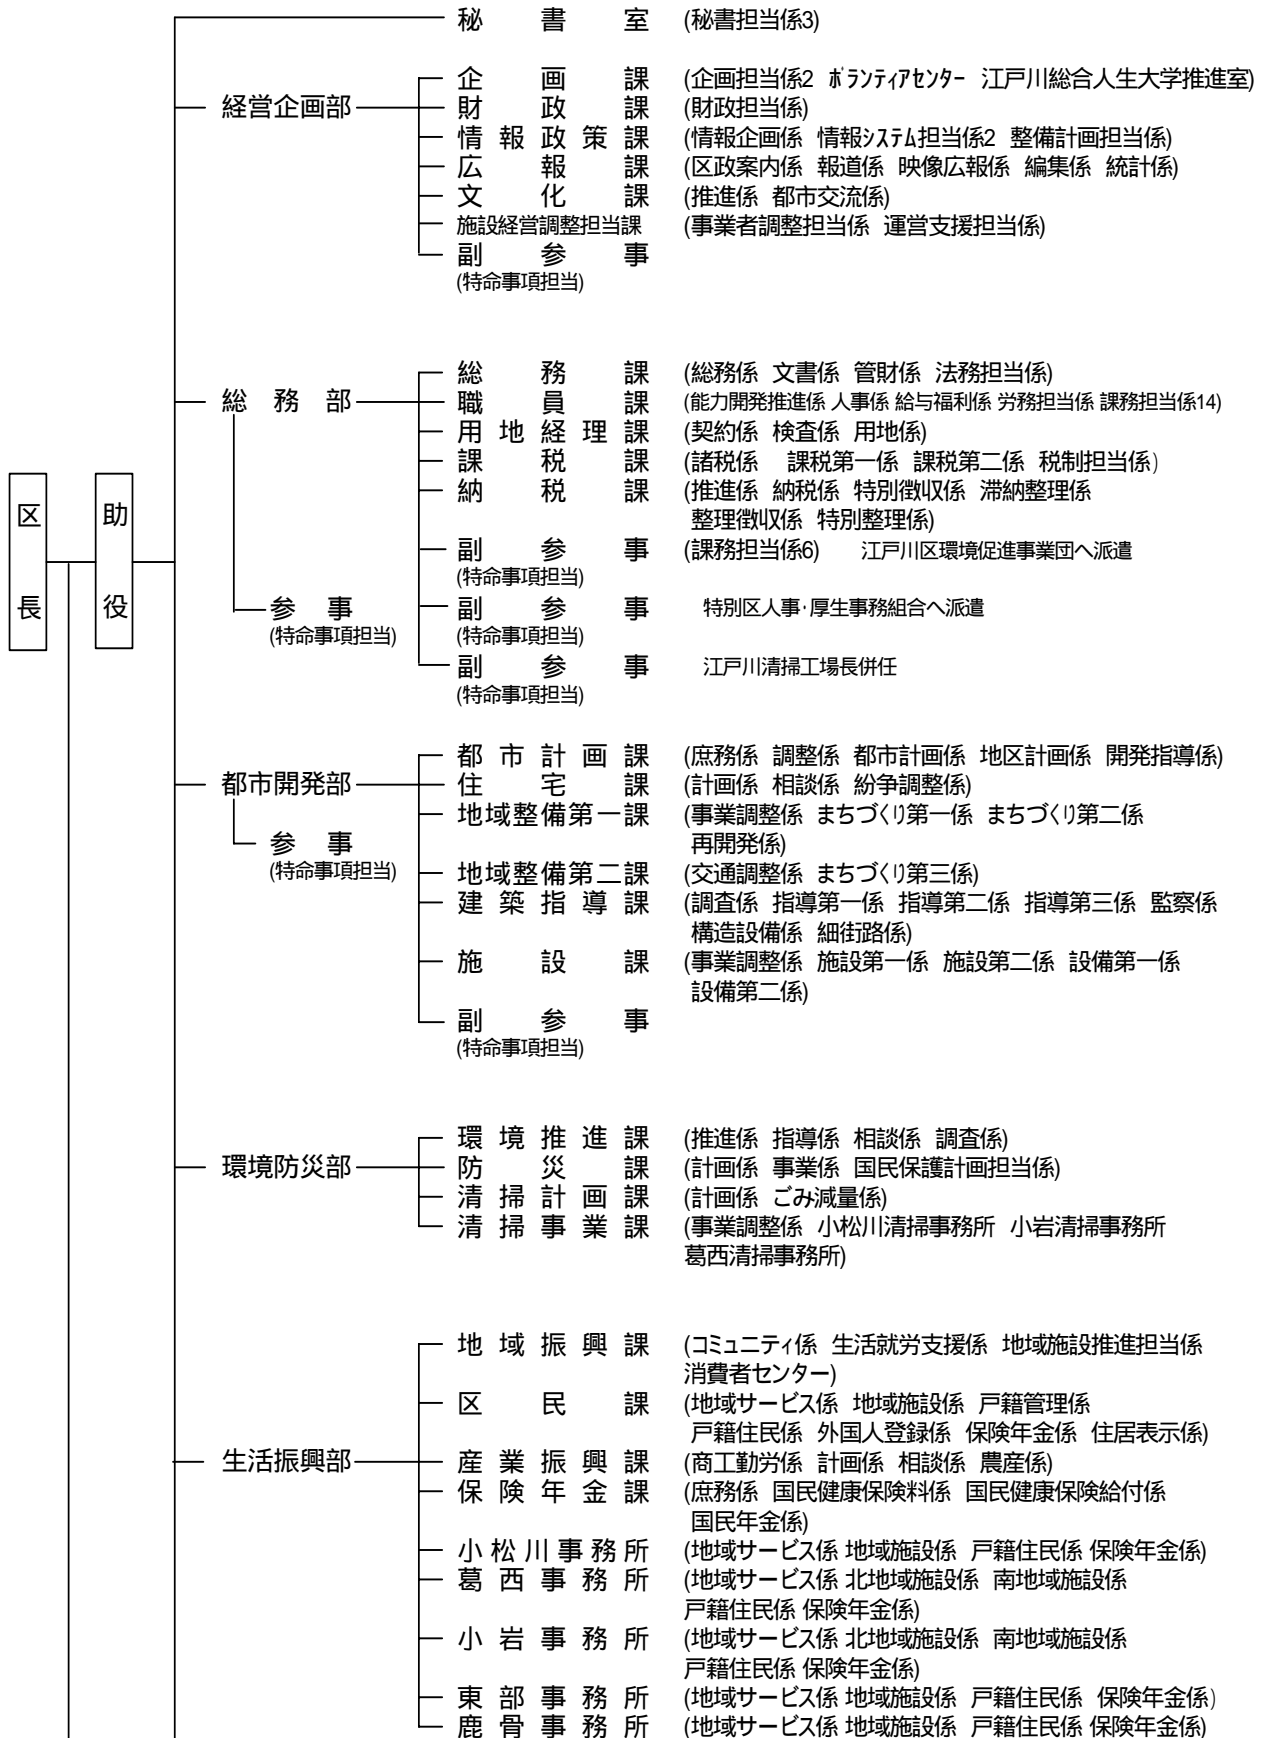 秘書室 (秘書担当係3)
企画課 (企画担当係2 ボランティアセンター 江戸川総合人生大学推進室)
経営企画部 財政課 (財政担当係)
情報政策課 (情報企画係 情報システム担当係2 整備計画担当係)
広報課 (区政案内係 報道係 映像広報係 編集係 統計係)
文化課 (推進係 都市交流係)
施設経営調整担当課 (事業者調整担当係 運営支援担当係)
副参事
(特命事項担当)
総務課 (総務係 文書係 管財係 法務担当係)
総務部 職員課 (能力開発推進係 人事係 給与福利係 労務担当係 課務担当係14)
用地経理課 (契約係 検査係 用地係)
課税課 (諸税係 課税第一係 課税第二係 税制担当係)
納税課 (推進係 納税係 特別徴収係 滞納整理係
整理徴収係 特別整理係)
区長 助役
副参事 (課務担当係6) 江戸川区環境促進事業団へ派遣
(特命事項担当)
参事 副参事 特別区人事・厚生事務組合へ派遣
(特命事項担当) (特命事項担当)
副参事 江戸川清掃工場長併任
(特命事項担当)
都市計画課 (庶務係 調整係 都市計画係 地区計画係 開発指導係)
都市開発部 住宅課 (計画係 相談係 紛争調整係)
地域整備第一課 (事業調整係 まちづくり第一係 まちづくり第二係
参事 再開発係)
(特命事項担当) 地域整備第二課 (交通調整係 まちづくり第三係)
建築指導課 (調査係 指導第一係 指導第二係 指導第三係 監察係
構造設備係 細街路係)
施設課 (事業調整係 施設第一係 施設第二係 設備第一係
設備第二係)
副参事
(特命事項担当)
環境推進課 (推進係 指導係 相談係 調査係)
環境防災部 防災課 (計画係 事業係 国民保護計画担当係)
清掃計画課 (計画係 ごみ減量係)
清掃事業課 (事業調整係 小松川清掃事務所 小岩清掃事務所
葛西清掃事務所)
地域振興課 (コミュニティ係 生活就労支援係 地域施設推進担当係
消費者センター)
区民課 (地域サービス係 地域施設係 戸籍管理係
戸籍住民係 外国人登録係 保険年金係 住居表示係)
生活振興部 産業振興課 (商工勤労係 計画係 相談係 農産係)
保険年金課 (庶務係 国民健康保険料係 国民健康保険給付係
国民年金係)
小松川事務所 (地域サービス係 地域施設係 戸籍住民係 保険年金係)
葛西事務所 (地域サービス係 北地域施設係 南地域施設係
戸籍住民係 保険年金係)
小岩事務所 (地域サービス係 北地域施設係 南地域施設係
戸籍住民係 保険年金係)
東部事務所 (地域サービス係 地域施設係 戸籍住民係 保険年金係)
鹿骨事務所 (地域サービス係 地域施設係 戸籍住民係 保険年金係)